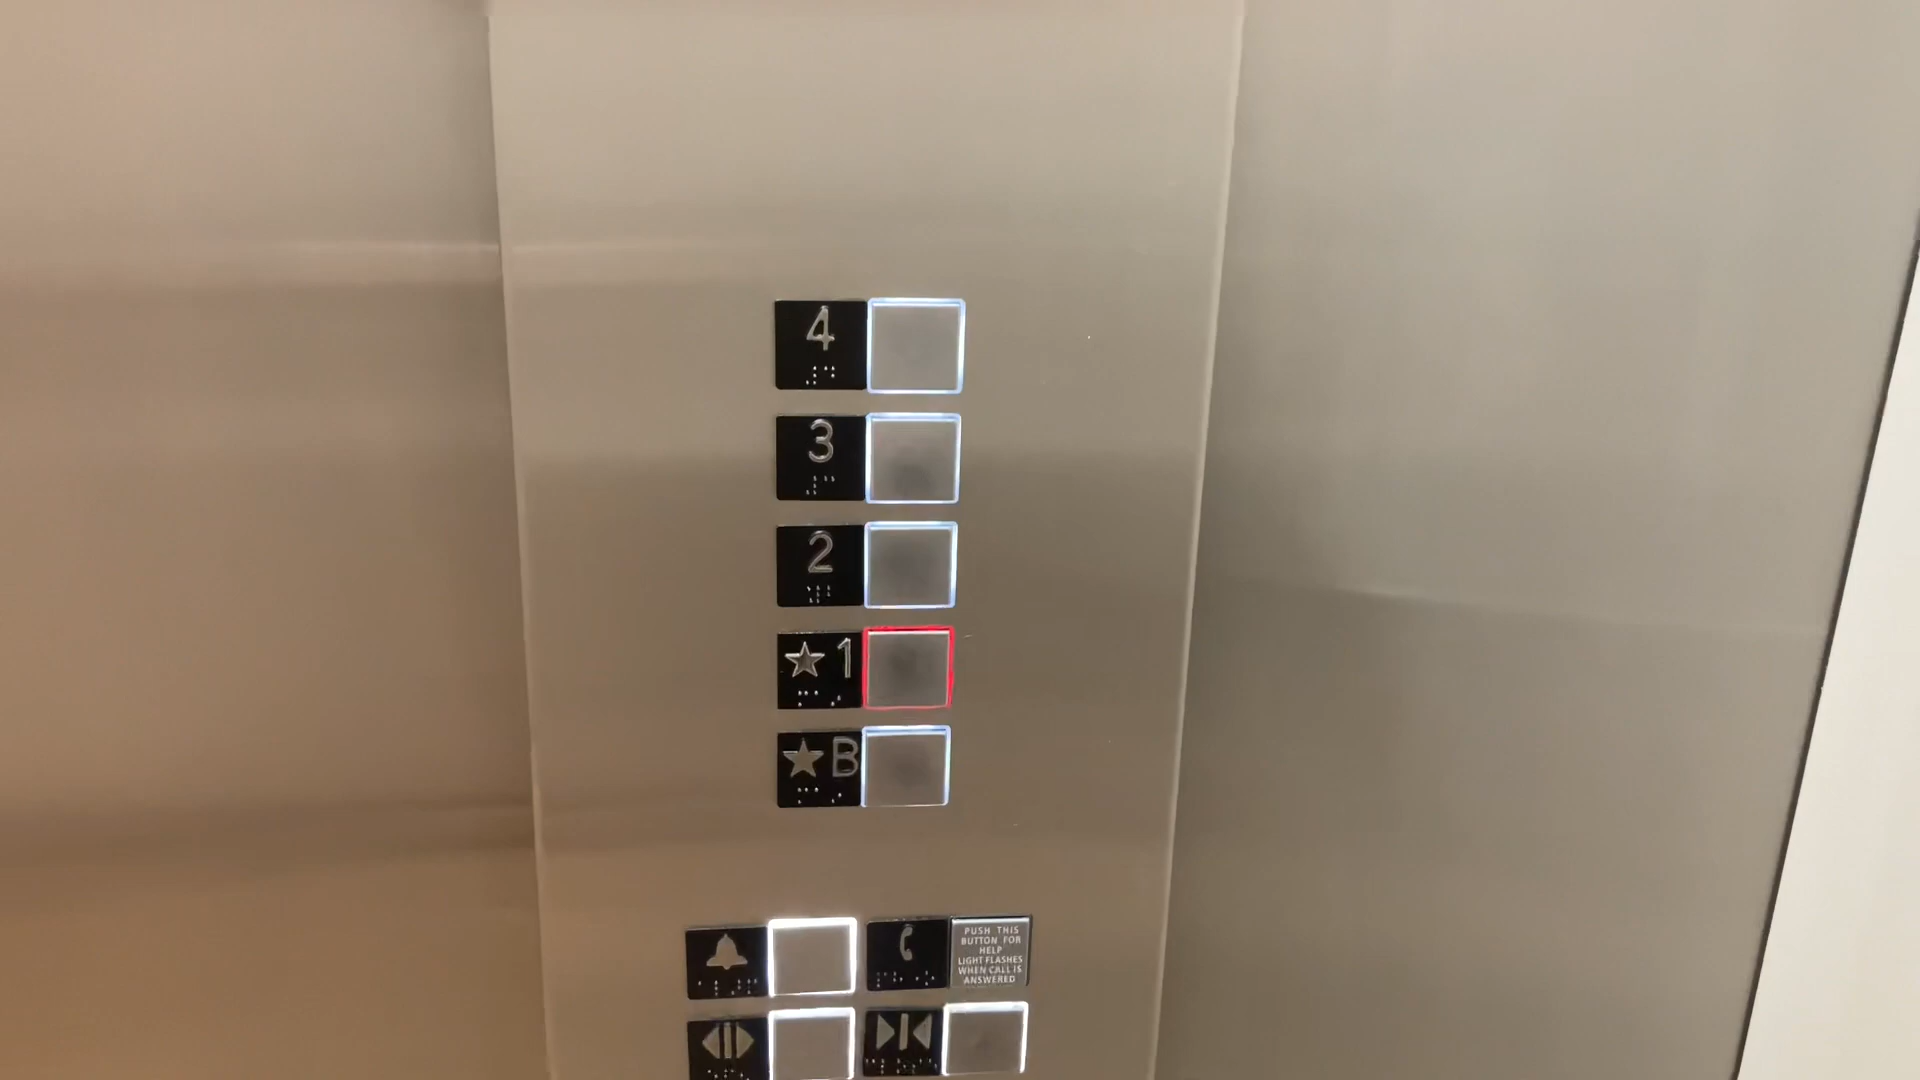 4
3
2
★1
★B
PUSH THIS
BUTTON FOR
HELP
LIGHT FLASHES
WHEN CALL IS
ANSWERED